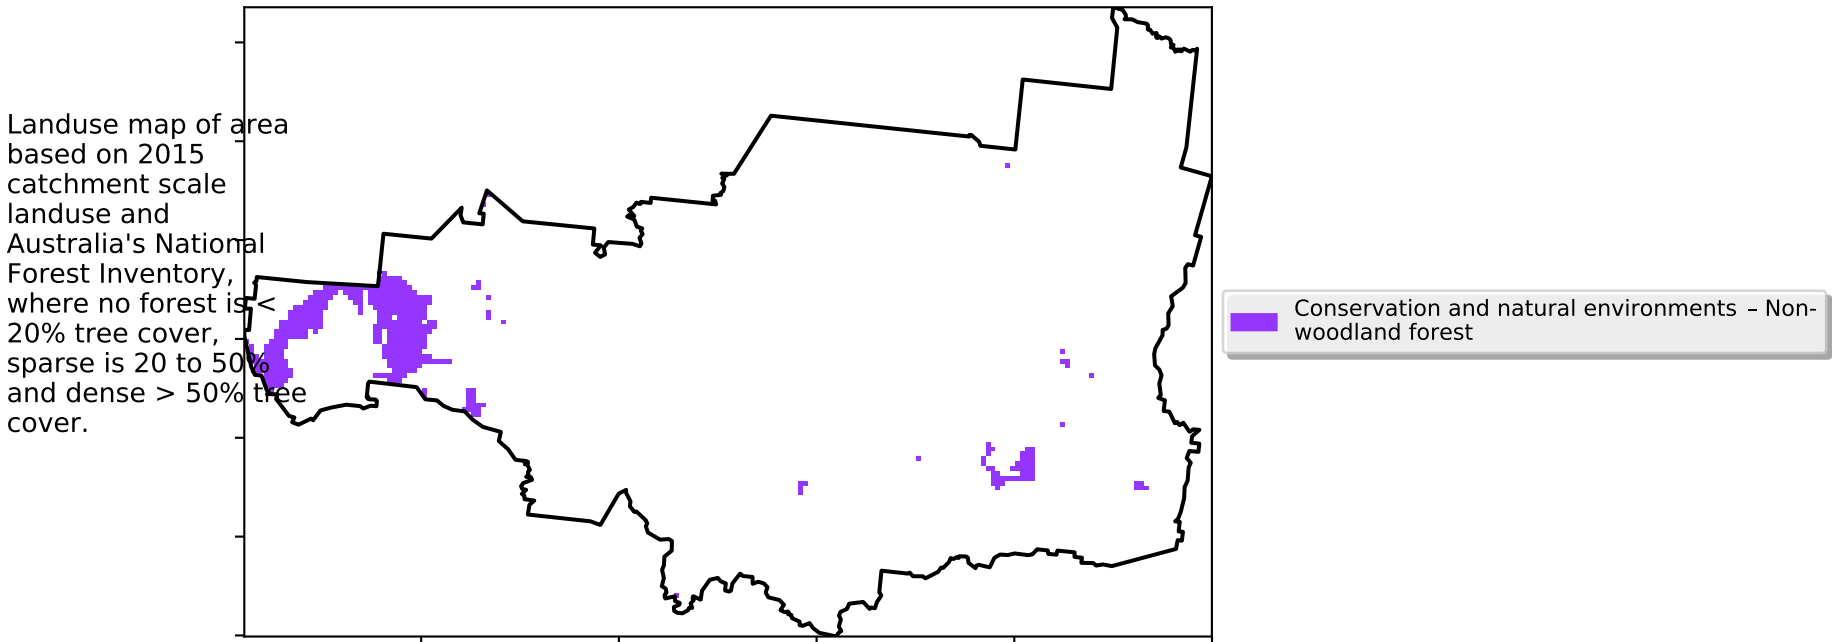 Landuse map of area
based on 2015
catchment scale
landuse and
Australia's National
Forest Inventory,
where no forest is <
20% tree cover,
sparse is 20 to 50%
and dense > 50% tree
cover.
Conservation and natural environments – Non-
woodland forest